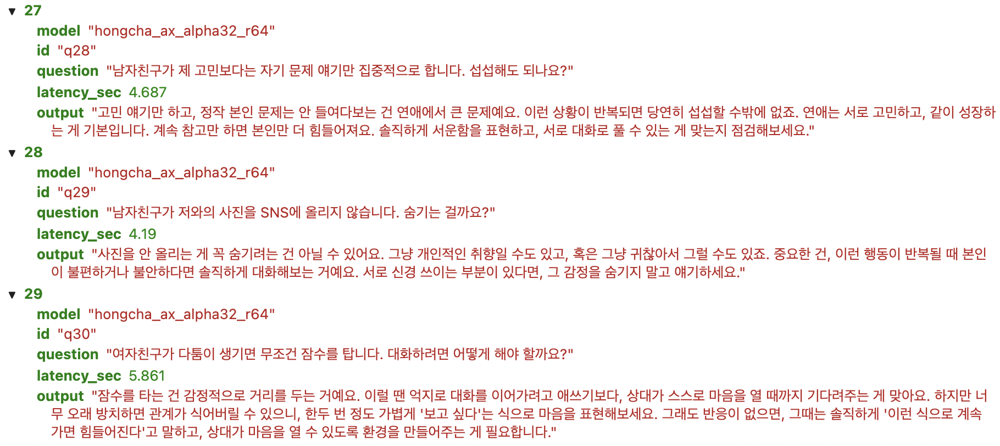 ▼ 27
model "hongcha_ax_alpha32_r64"
id "q28"
question "남자친구가 제 고민보다는 자기 문제 얘기만 집중적으로 합니다. 섭섭해도 되나요?"
latency_sec 4.687
output "고민 얘기만 하고, 정작 본인 문제는 안 들여다보는 건 연애에서 큰 문제예요. 이런 상황이 반복되면 당연히 섭섭할 수밖에 없죠. 연애는 서로 고민하고, 같이 성장하
는 게 기본입니다. 계속 참고만 하면 본인만 더 힘들어져요. 솔직하게 서운함을 표현하고, 서로 대화로 풀 수 있는 게 맞는지 점검해보세요."
▼ 28
model "hongcha_ax_alpha32_r64"
id "q29"
question "남자친구가 저와의 사진을 SNS에 올리지 않습니다. 숨기는 걸까요?"
latency_sec 4.19
output "사진을 안 올리는 게 꼭 숨기려는 건 아닐 수 있어요. 그냥 개인적인 취향일 수도 있고, 혹은 그냥 귀찮아서 그럴 수도 있죠. 중요한 건, 이런 행동이 반복될 때 본인
이 불편하거나 불안하다면 솔직하게 대화해보는 거예요. 서로 신경 쓰이는 부분이 있다면, 그 감정을 숨기지 말고 얘기하세요."
▼ 29
model "hongcha_ax_alpha32_r64"
id "q30"
question "여자친구가 다툼이 생기면 무조건 잠수를 탑니다. 대화하려면 어떻게 해야 할까요?"
latency_sec 5.861
output "잠수를 타는 건 감정적으로 거리를 두는 거예요. 이럴 땐 억지로 대화를 이어가려고 애쓰기보다, 상대가 스스로 마음을 열 때까지 기다려주는 게 맞아요. 하지만 너
무 오래 방치하면 관계가 식어버릴 수 있으니, 한두 번 정도 가볍게 '보고 싶다'는 식으로 마음을 표현해보세요. 그래도 반응이 없으면, 그때는 솔직하게 '이런 식으로 계속
가면 힘들어진다'고 말하고, 상대가 마음을 열 수 있도록 환경을 만들어주는 게 필요합니다."